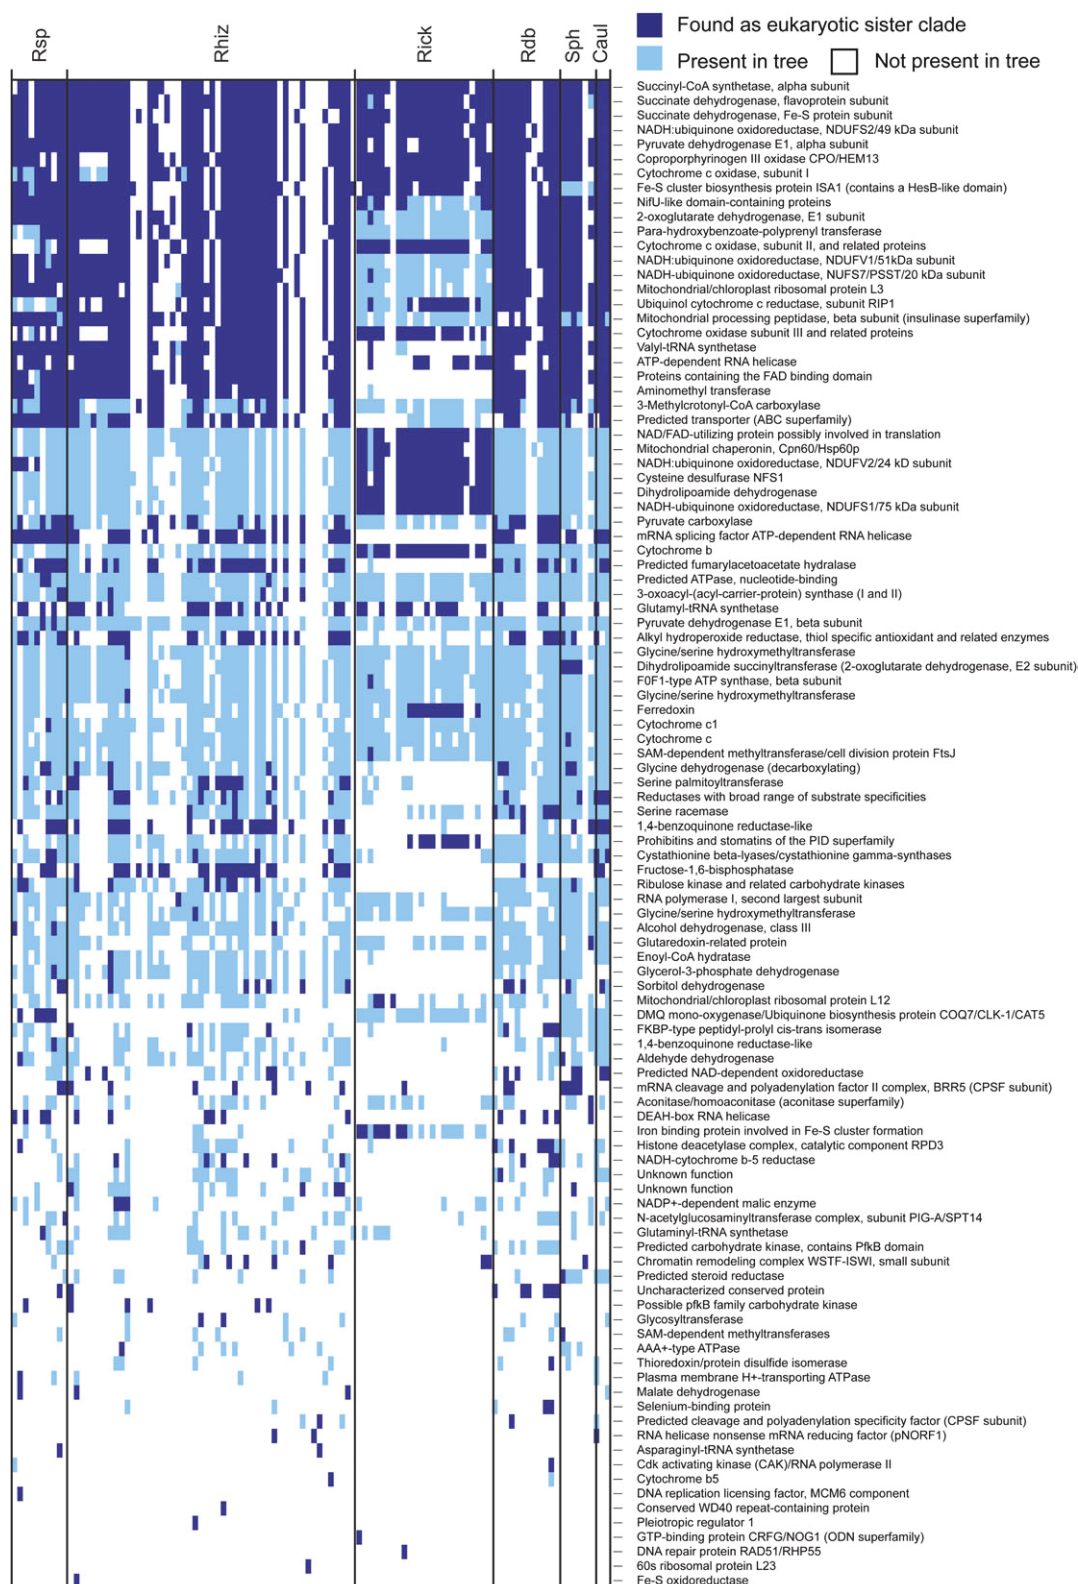 Rsp
Rhiz
Rick
Rdb
Sph
Caul
Found as eukaryotic sister clade
Present in tree
Not present in tree
Succinyl-CoA synthetase, alpha subunit
Succinate dehydrogenase, flavoprotein subunit
Succinate dehydrogenase, Fe-S protein subunit
NADH:ubiquinone oxidoreductase, NDUFS2/49 kDa subunit
Pyruvate dehydrogenase E1, alpha subunit
Coproporphyrinogen III oxidase CPO/HEM13
Cytochrome c oxidase, subunit I
Fe-S cluster biosynthesis protein ISA1 (contains a HesB-like domain)
NifU-like domain-containing proteins
2-oxoglutarate dehydrogenase, E1 subunit
Para-hydroxybenzoate-polyprenyl transferase
Cytochrome c oxidase, subunit II, and related proteins
NADH:ubiquinone oxidoreductase, NDUFV1/51kDa subunit
NADH-ubiquinone oxidoreductase, NUFS7/PSST/20 kDa subunit
Mitochondrial/chloroplast ribosomal protein L3
Ubiquinol cytochrome c reductase, subunit RIP1
Mitochondrial processing peptidase, beta subunit (insulinase superfamily)
Cytochrome oxidase subunit III and related proteins
Valyl-tRNA synthetase
ATP-dependent RNA helicase
Proteins containing the FAD binding domain
Aminomethyl transferase
3-Methylcrotonyl-CoA carboxylase
Predicted transporter (ABC superfamily)
NAD/FAD-utilizing protein possibly involved in translation
Mitochondrial chaperonin, Cpn60/Hsp60p
NADH:ubiquinone oxidoreductase, NDUFV2/24 kD subunit
Cysteine desulfurase NFS1
Dihydrolipoamide dehydrogenase
NADH-ubiquinone oxidoreductase, NDUFS1/75 kDa subunit
Pyruvate carboxylase
mRNA splicing factor ATP-dependent RNA helicase
Cytochrome b
Predicted fumarylacetoacetate hydralase
Predicted ATPase, nucleotide-binding
3-oxoacyl-(acyl-carrier-protein) synthase (I and II)
Glutamyl-tRNA synthetase
Pyruvate dehydrogenase E1, beta subunit
Alkyl hydroperoxide reductase, thiol specific antioxidant and related enzymes
Glycine/serine hydroxymethyltransferase
Dihydrolipoamide succinyltransferase (2-oxoglutarate dehydrogenase, E2 subunit)
F0F1-type ATP synthase, beta subunit
Glycine/serine hydroxymethyltransferase
Ferredoxin
Cytochrome c1
Cytochrome c
SAM-dependent methyltransferase/cell division protein FtsJ
Glycine dehydrogenase (decarboxylating)
Serine palmitoyltransferase
Reductases with broad range of substrate specificities
Serine racemase
1,4-benzoquinone reductase-like
Prohibitins and stomatins of the PID superfamily
Cystathionine beta-lyases/cystathionine gamma-synthases
Fructose-1,6-bisphosphatase
Ribulose kinase and related carbohydrate kinases
RNA polymerase I, second largest subunit
Glycine/serine hydroxymethyltransferase
Alcohol dehydrogenase, class III
Glutaredoxin-related protein
Enoyl-CoA hydratase
Glycerol-3-phosphate dehydrogenase
Sorbitol dehydrogenase
Mitochondrial/chloroplast ribosomal protein L12
DMQ mono-oxygenase/Ubiquinone biosynthesis protein COQ7/CLK-1/CAT5
FKBP-type peptidyl-prolyl cis-trans isomerase
1,4-benzoquinone reductase-like
Aldehyde dehydrogenase
Predicted NAD-dependent oxidoreductase
mRNA cleavage and polyadenylation factor II complex, BRR5 (CPSF subunit)
Aconitase/homoaconitase (aconitase superfamily)
DEAH-box RNA helicase
Iron binding protein involved in Fe-S cluster formation
Histone deacetylase complex, catalytic component RPD3
NADH-cytochrome b-5 reductase
Unknown function
Unknown function
NADP+-dependent malic enzyme
N-acetylglucosaminyltransferase complex, subunit PIG-A/SPT14
Glutaminyl-tRNA synthetase
Predicted carbohydrate kinase, contains PfkB domain
Chromatin remodeling complex WSTF-ISWI, small subunit
Predicted steroid reductase
Uncharacterized conserved protein
Possible pfkB family carbohydrate kinase
Glycosyltransferase
SAM-dependent methyltransferases
AAA+-type ATPase
Thioredoxin/protein disulfide isomerase
Plasma membrane H+-transporting ATPase
Malate dehydrogenase
Selenium-binding protein
Predicted cleavage and polyadenylation specificity factor (CPSF subunit)
RNA helicase nonsense mRNA reducing factor (pNORF1)
Asparaginyl-tRNA synthetase
Cdk activating kinase (CAK)/RNA polymerase II
Cytochrome b5
DNA replication licensing factor, MCM6 component
Conserved WD40 repeat-containing protein
Pleiotropic regulator 1
GTP-binding protein CRFG/NOG1 (ODN superfamily)
DNA repair protein RAD51/RHP55
60s ribosomal protein L23
Fe-S oxidoreductase